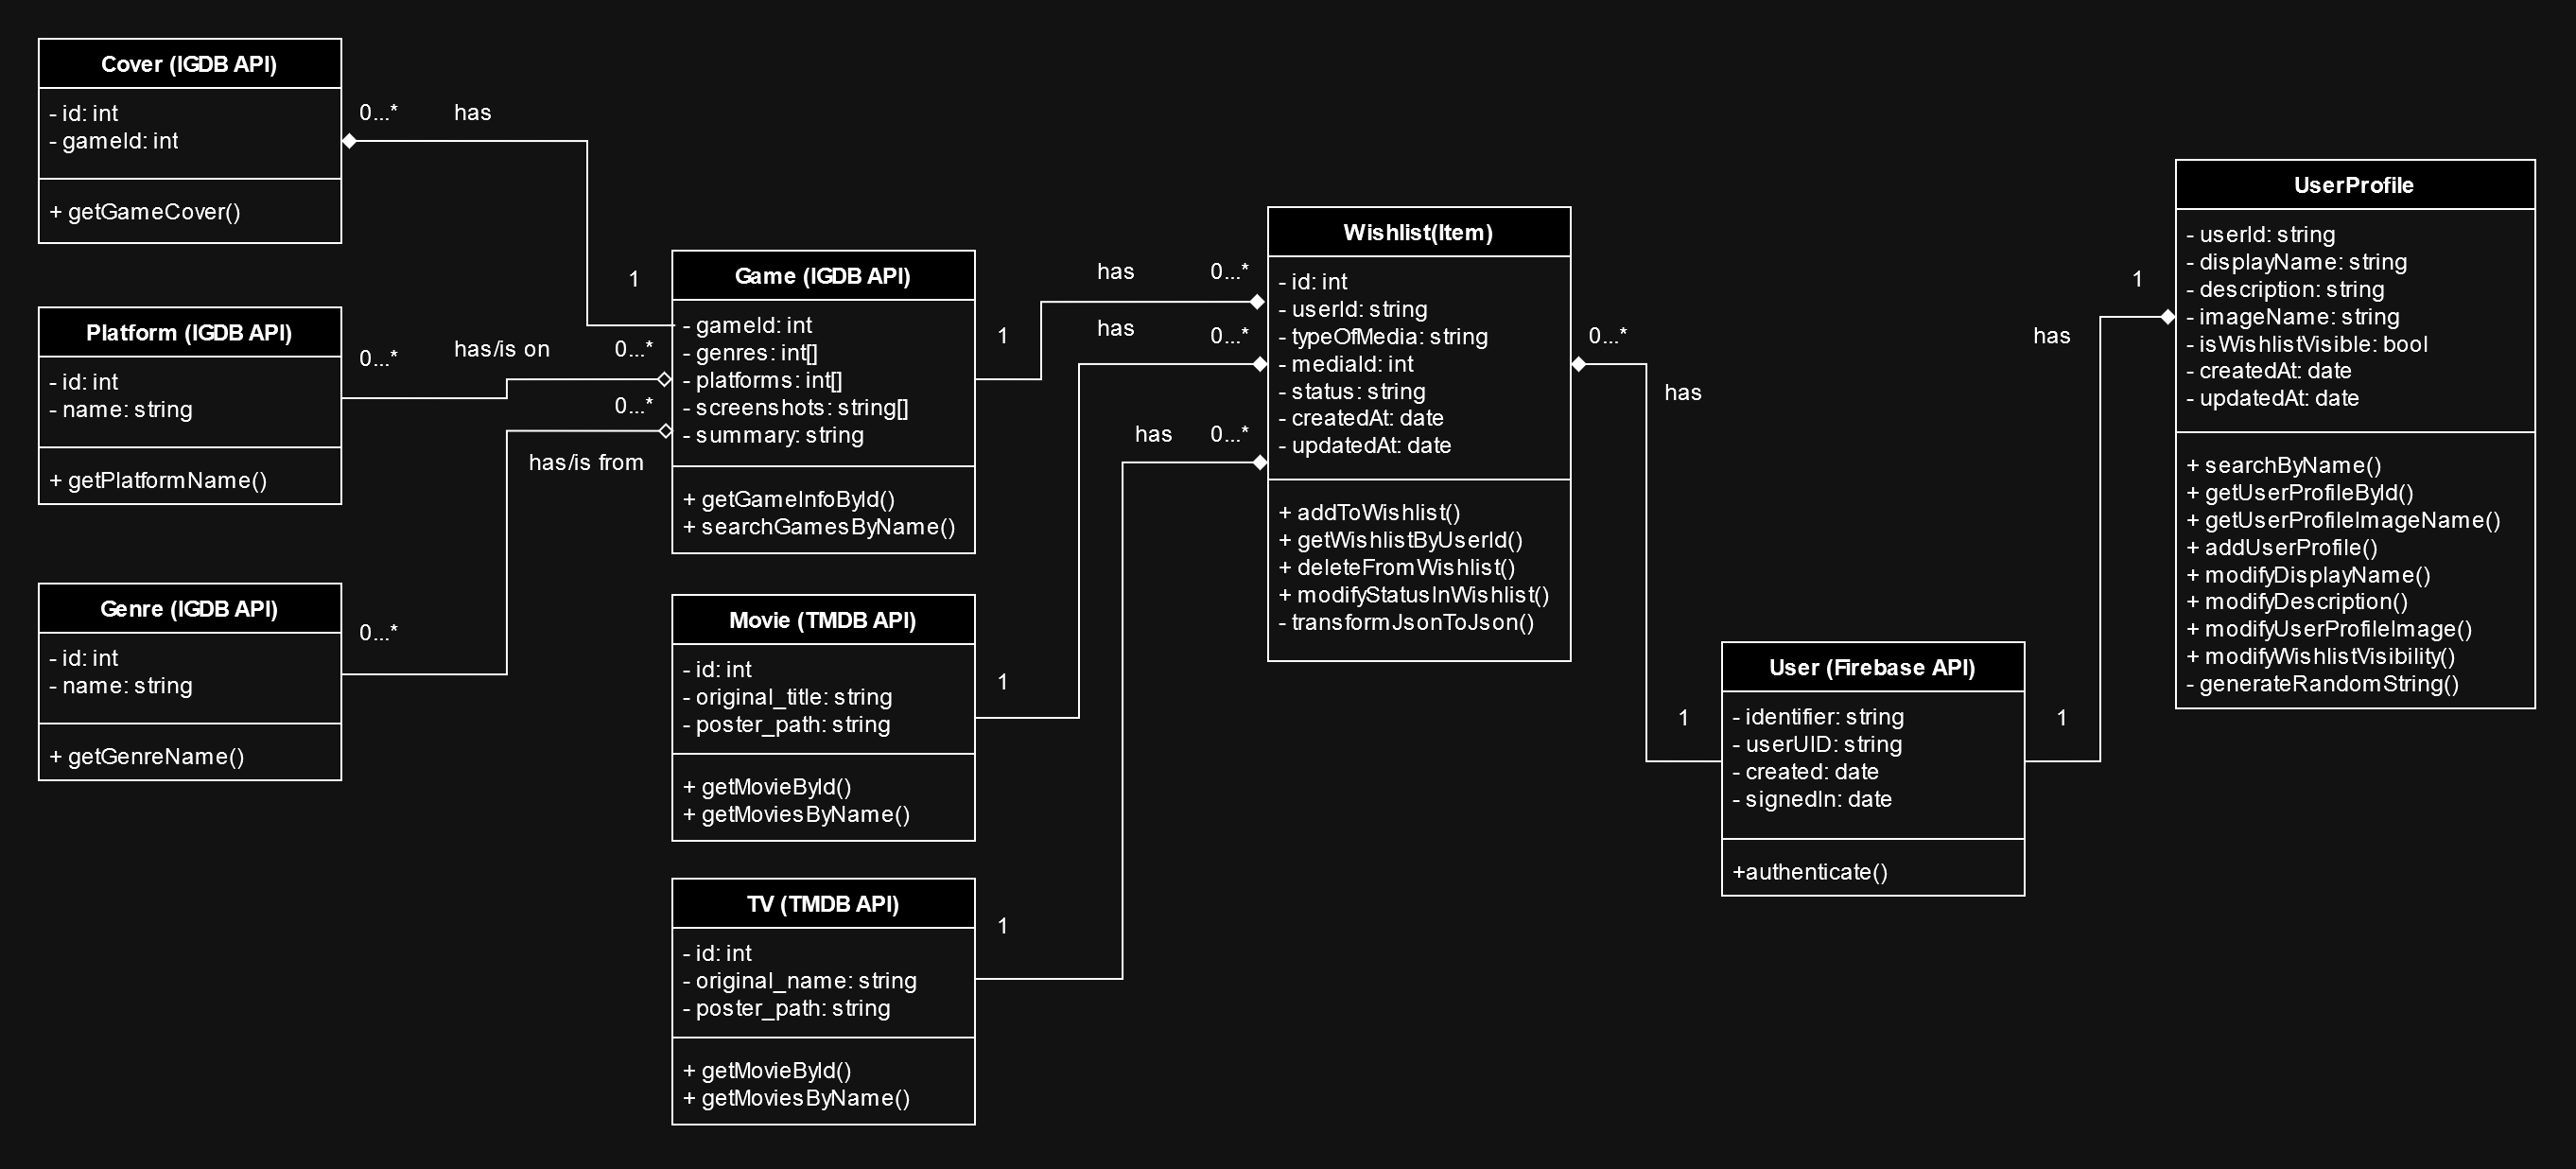 Cover (IGDB API)
- id: int
- gameId: int
+ getGameCover()
0...*
has
1
Platform (IGDB API)
- id: int
- name: string
+ getPlatformName()
0...*
has/is on
0...*
Genre (IGDB API)
- id: int
- name: string
+ getGenreName()
0...*
has/is from
0...*
Game (IGDB API)
- gameId: int
- genres: int[]
- platforms: int[]
- screenshots: string[]
- summary: string
+ getGameInfoById()
+ searchGamesByName()
1
has
0...*
Movie (TMDB API)
- id: int
- original_title: string
- poster_path: string
+ getMovieById()
+ getMoviesByName()
1
has
0...*
TV (TMDB API)
- id: int
- original_name: string
- poster_path: string
+ getMovieById()
+ getMoviesByName()
1
has
0...*
Wishlist(Item)
- id: int
- userId: string
- typeOfMedia: string
- mediaId: int
- status: string
- createdAt: date
- updatedAt: date
+ addToWishlist()
+ getWishlistByUserId()
+ deleteFromWishlist()
+ modifyStatusInWishlist()
- transformJsonToJson()
0...*
has
1
User (Firebase API)
- identifier: string
- userUID: string
- created: date
- signedIn: date
+authenticate()
1
has
1
UserProfile
- userId: string
- displayName: string
- description: string
- imageName: string
- isWishlistVisible: bool
- createdAt: date
- updatedAt: date
+ searchByName()
+ getUserProfileById()
+ getUserProfileImageName()
+ addUserProfile()
+ modifyDisplayName()
+ modifyDescription()
+ modifyUserProfileImage()
+ modifyWishlistVisibility()
- generateRandomString()